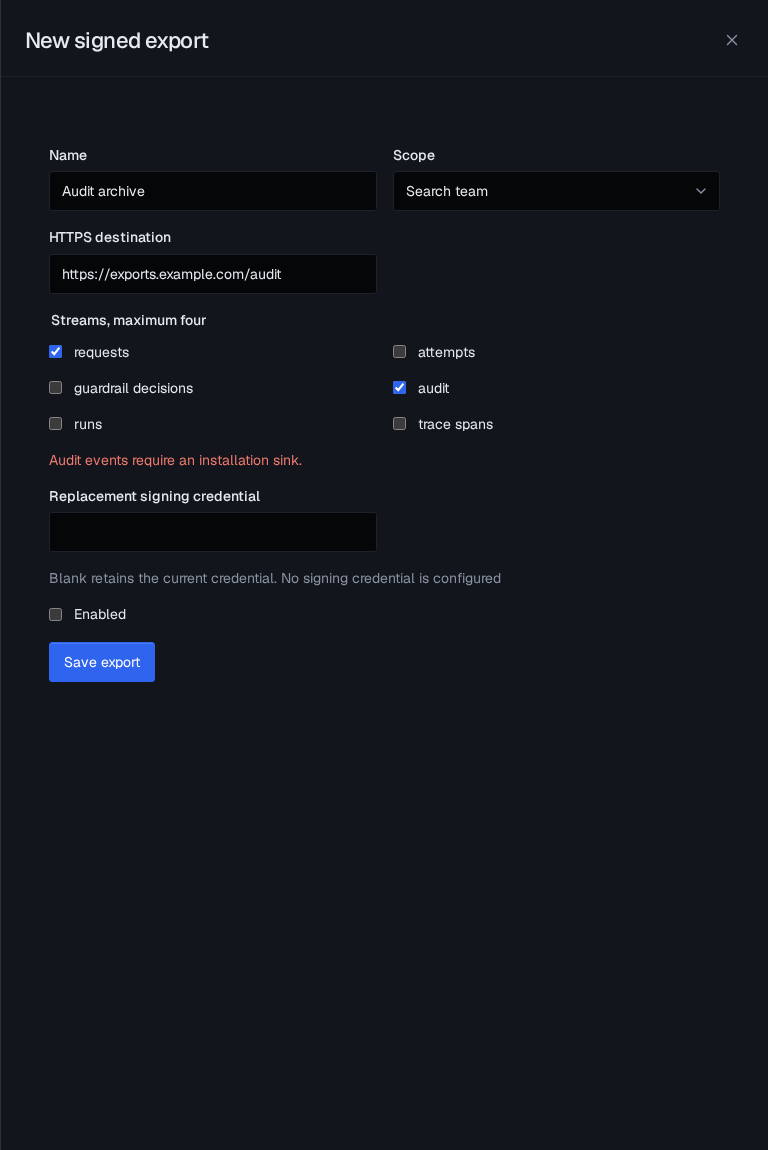 New signed export
Name
Scope
Audit archive
Search team
HTTPS destination
https://exports.example.com/audit
Streams, maximum four
requests
attempts
guardrail decisions
audit
runs
trace spans
Audit events require an installation sink.
Replacement signing credential
Blank retains the current credential. No signing credential is configured
Enabled
Save export